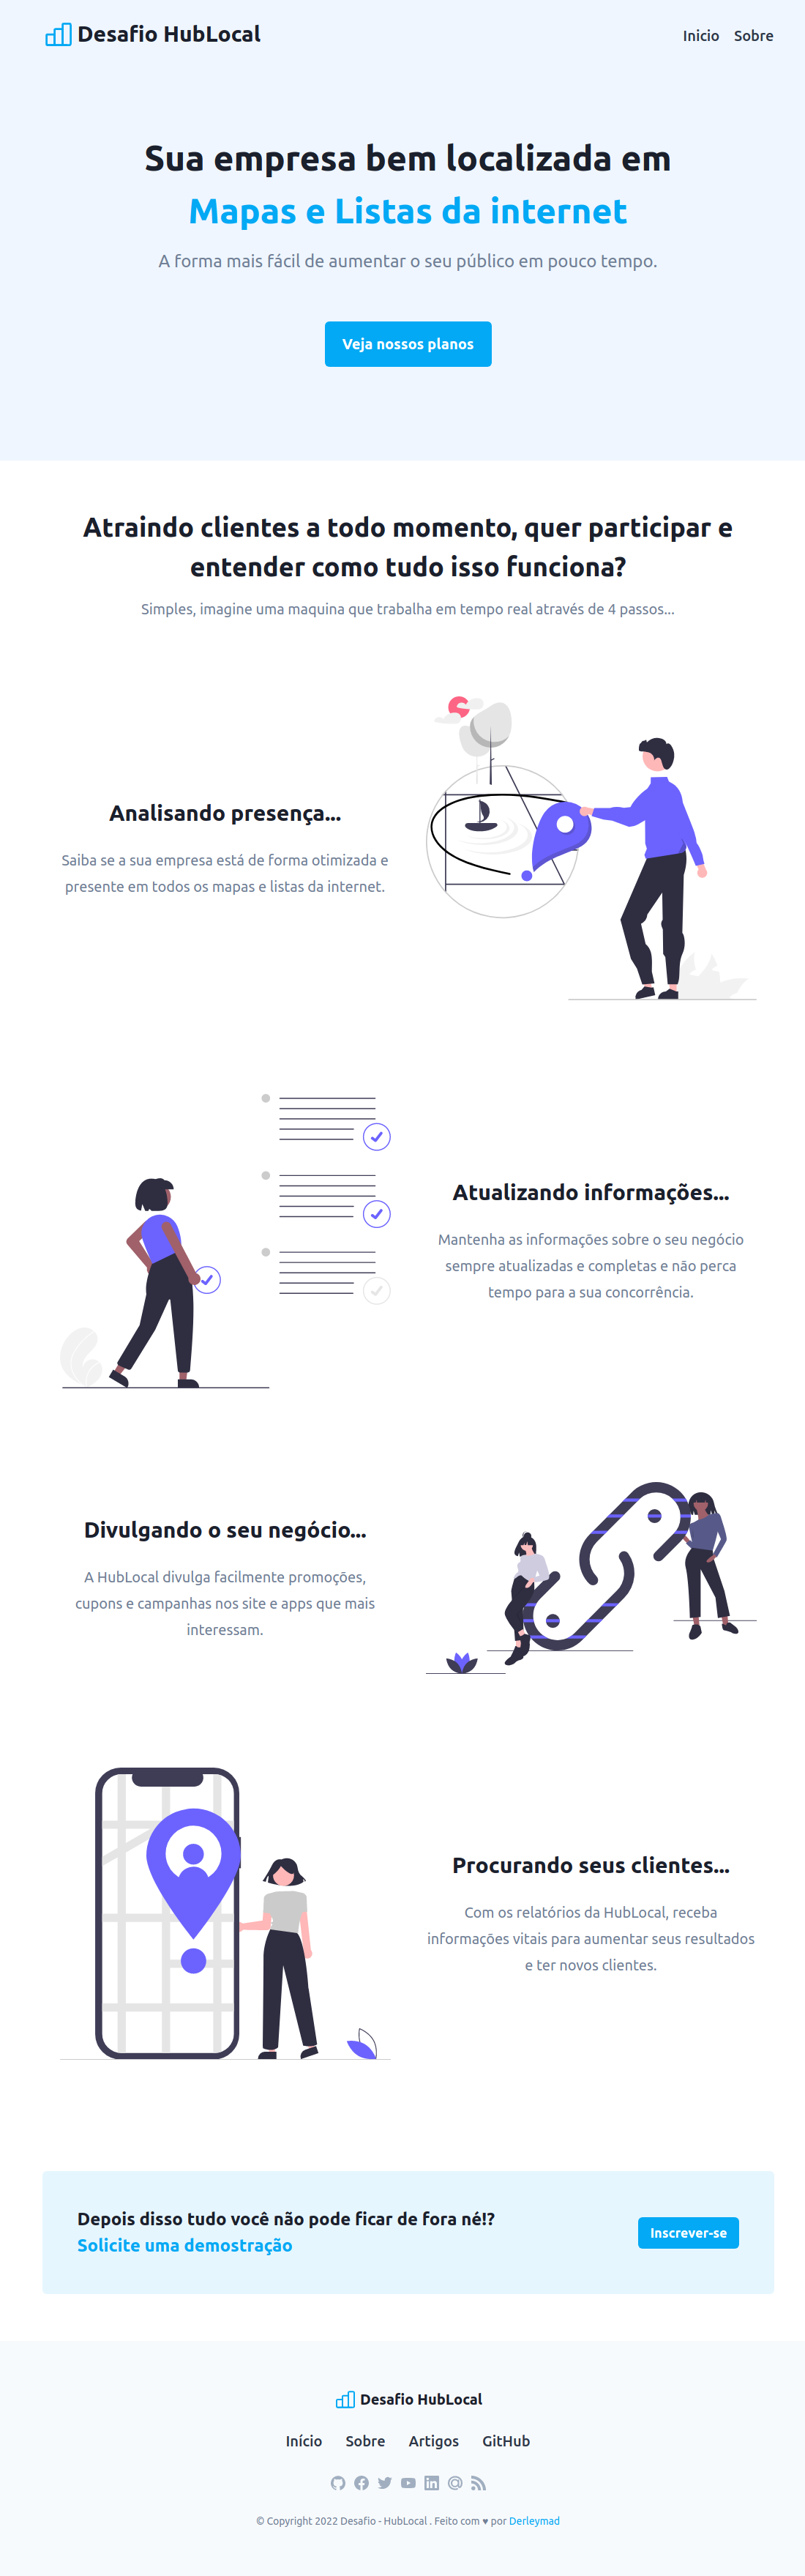 Desafio HubLocal
Inicio Sobre
Sua empresa bem localizada em
Mapas e Listas da internet
A forma mais fácil de aumentar o seu público em pouco tempo.
Veja nossos planos
Atraindo clientes a todo momento, quer participar e
entender como tudo isso funciona?
Simples, imagine uma maquina que trabalha em tempo real através de 4 passos...
Analisando presença...
Saiba se a sua empresa está de forma otimizada e
presente em todos os mapas e listas da internet.
Atualizando informações...
Mantenha as informações sobre o seu negócio
sempre atualizadas e completas e não perca
tempo para a sua concorrência.
Divulgando o seu negócio...
A HubLocal divulga facilmente promoções,
cupons e campanhas nos site e apps que mais
interessam.
Procurando seus clientes...
Com os relatórios da HubLocal, receba
informações vitais para aumentar seus resultados
e ter novos clientes.
Depois disso tudo você não pode ficar de fora né!?
Solicite uma demostração
Inscrever-se
Desafio HubLocal
Início Sobre Artigos GitHub
© Copyright 2022 Desafio - HubLocal . Feito com ♥ por Derleymad